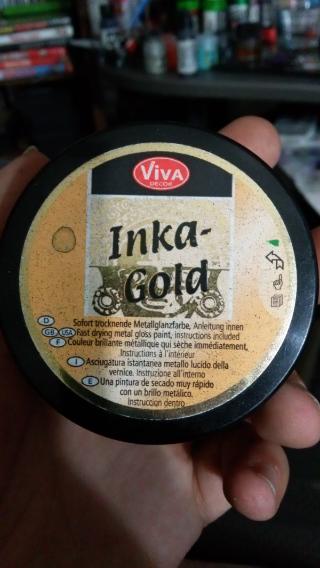 VIVA
DECOR
Inka-
Gold
D Sofort trocknende Metallglanzfarbe, Anleitung innen
GB USA Fast drying metal gloss paint, instructions included
F Couleur brillante métallique qui sèche immédiatement,
Instructions à l'intérieur
I Asciugatura istantanea metallo lucido della
vernice. Instruzione all'interno
E Una pintura de secado muy rápido
con un brillo metálico.
Instruccion dentro